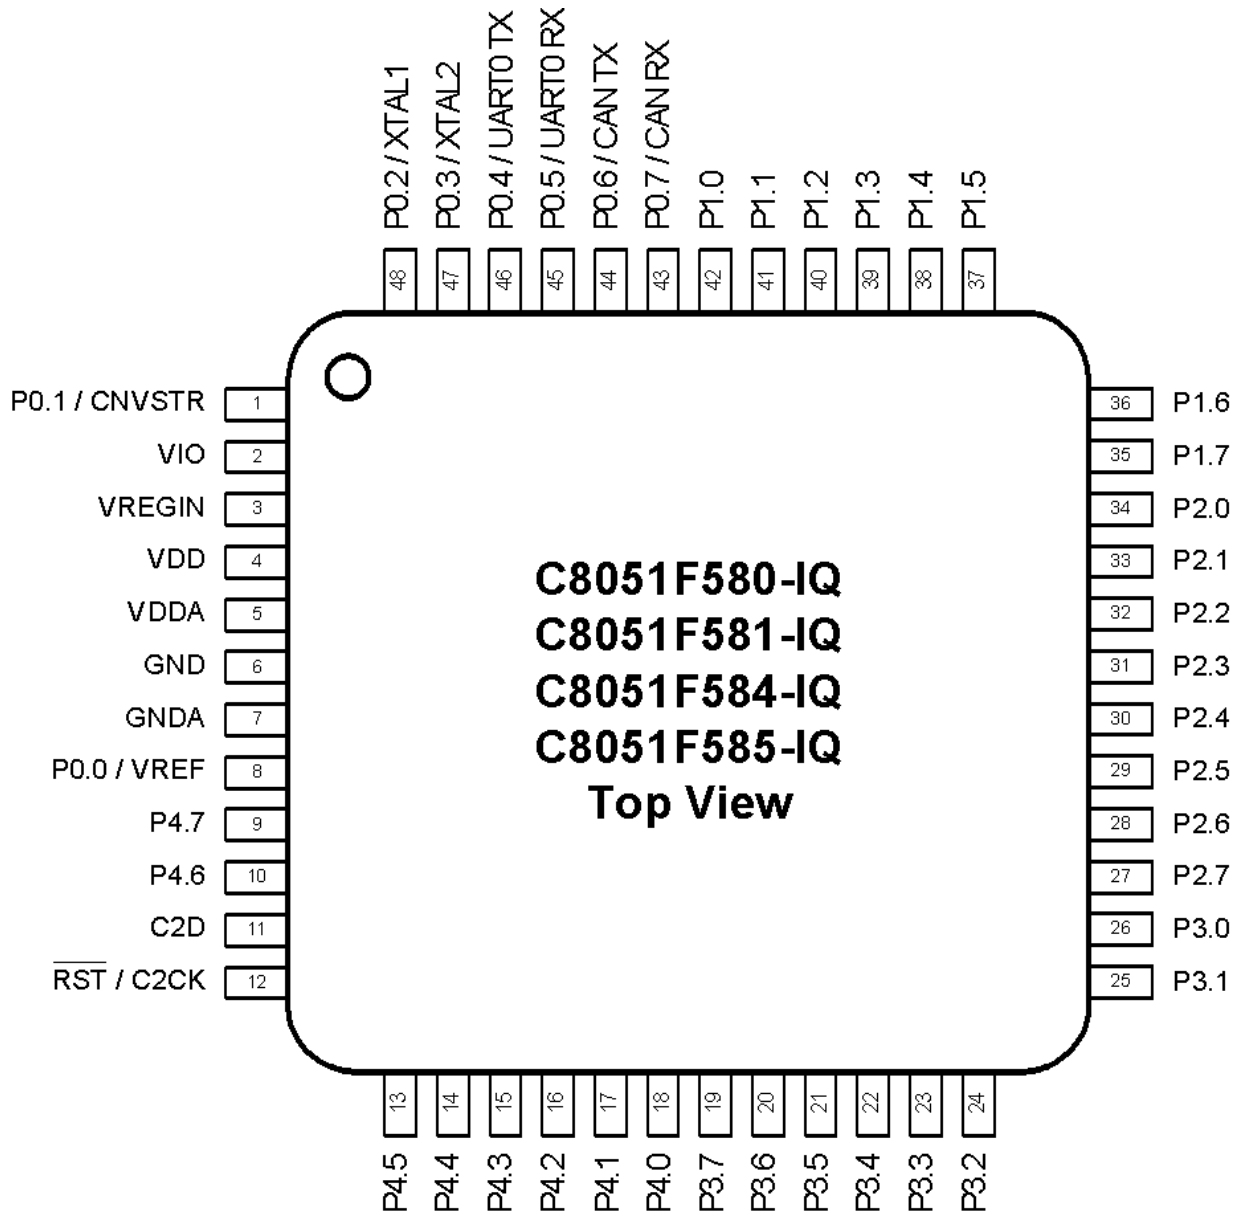 P0.2 / XTAL1
P0.3 / XTAL2
P0.4 / UART0 TX
P0.5 / UART0 RX
P0.6 / CAN TX
P0.7 / CAN RX
P1.0
P1.1
P1.2
P1.3
P1.4
P1.5
48
47
46
45
44
43
42
41
40
39
38
37
P0.1 / CNVSTR 1
VIO 2
VREGIN 3
VDD 4
VDDA 5
GND 6
GNDA 7
P0.0 / VREF 8
P4.7 9
P4.6 10
C2D 11
R̅S̅T̅ / C2CK 12
C8051F580-IQ
C8051F581-IQ
C8051F584-IQ
C8051F585-IQ
Top View
36 P1.6
35 P1.7
34 P2.0
33 P2.1
32 P2.2
31 P2.3
30 P2.4
29 P2.5
28 P2.6
27 P2.7
26 P3.0
25 P3.1
13
14
15
16
17
18
19
20
21
22
23
24
P4.5
P4.4
P4.3
P4.2
P4.1
P4.0
P3.7
P3.6
P3.5
P3.4
P3.3
P3.2